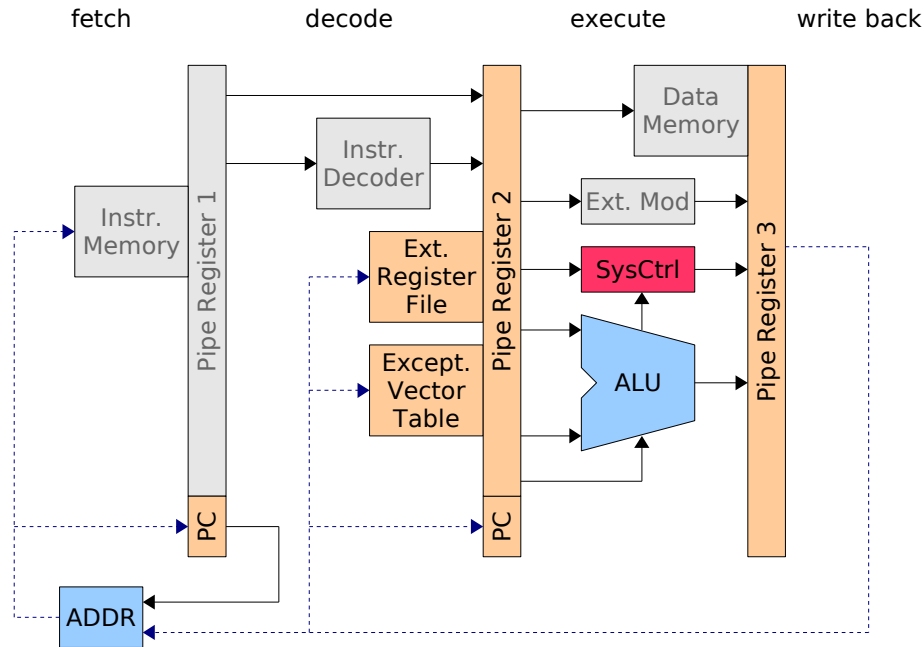 fetch
decode
execute
write back
Data
Memory
Instr.
Decoder
Instr.
Memory
Pipe Register 1
Ext. Mod
Pipe Register 2
Pipe Register 3
Ext.
Register
File
SysCtrl
Except.
Vector
Table
ALU
PC
PC
ADDR